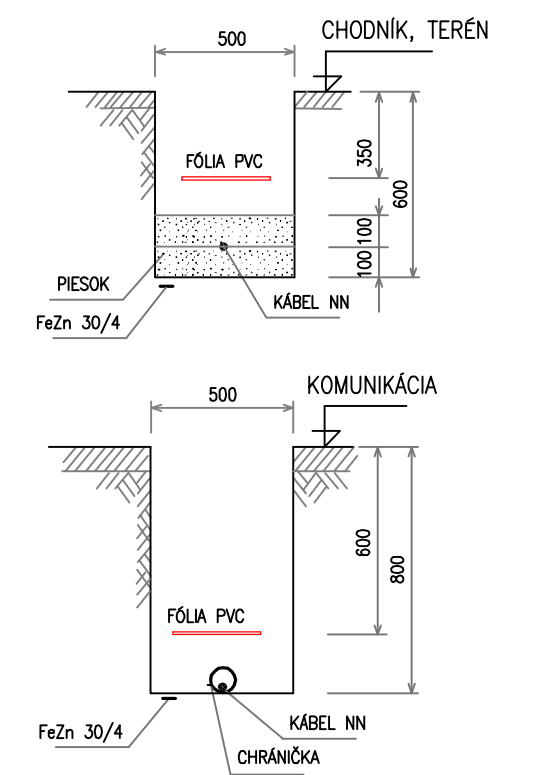 CHODNÍK, TERÉN
500
FÓLIA PVC
350
600
100
100
PIESOK
KÁBEL NN
FeZn 30/4
KOMUNIKÁCIA
500
600
800
FÓLIA PVC
KÁBEL NN
FeZn 30/4
CHRÁNIČKA